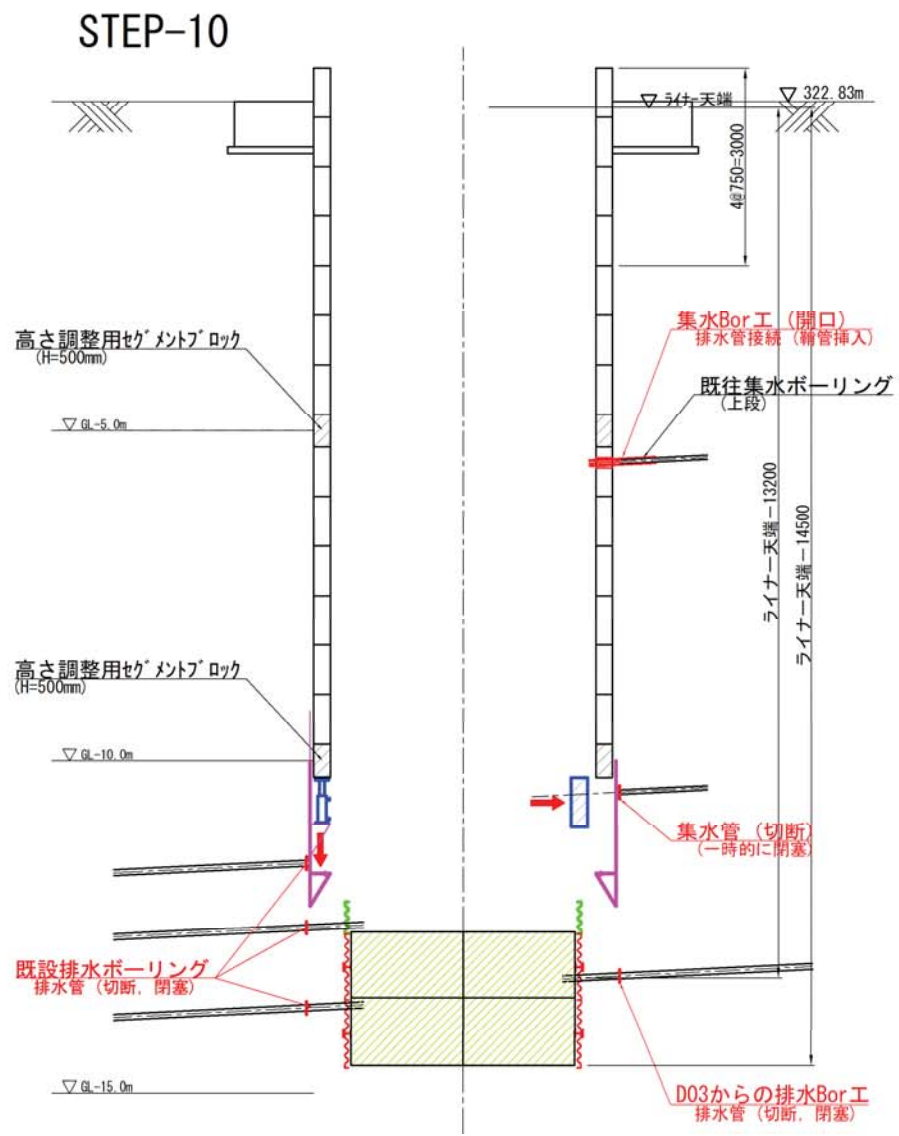 STEP-10
ライナー天端
322.83m
4@750=3000
高さ調整用セグメントブロック
(H=500mm)
集水Bor工 (開口)
排水管接続 (鞘管挿入)
既往集水ボーリング
(上段)
GL-5.0m
ライナー天端-13200
ライナー天端-14500
高さ調整用セグメントブロック
(H=500mm)
GL-10.0m
集水管 (切断)
(一時的に閉塞)
既設排水ボーリング
排水管 (切断, 閉塞)
GL-15.0m
D03からの排水Bor工
排水管 (切断, 閉塞)